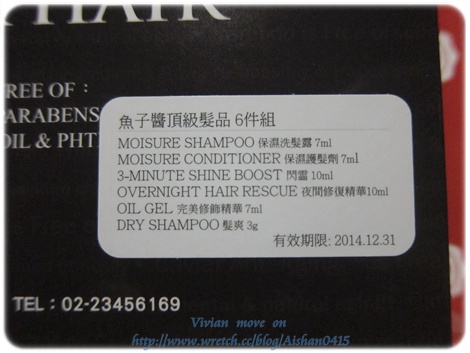 HAIR
REE OF：
ARABENS
OIL & PHT
魚子醬頂級髮品 6件組
MOISURE SHAMPOO 保濕洗髮露 7ml
MOISURE CONDITIONER 保濕護髮劑 7ml
3-MINUTE SHINE BOOST 閃靈 10ml
OVERNIGHT HAIR RESCUE 夜間修復精華10ml
OIL GEL 完美修飾精華 7ml
DRY SHAMPOO 髮爽 3g
有效期限: 2014.12.31
TEL：02-23456169
Vivian move on
http://www.wretch.cc/blog/Aishan0415